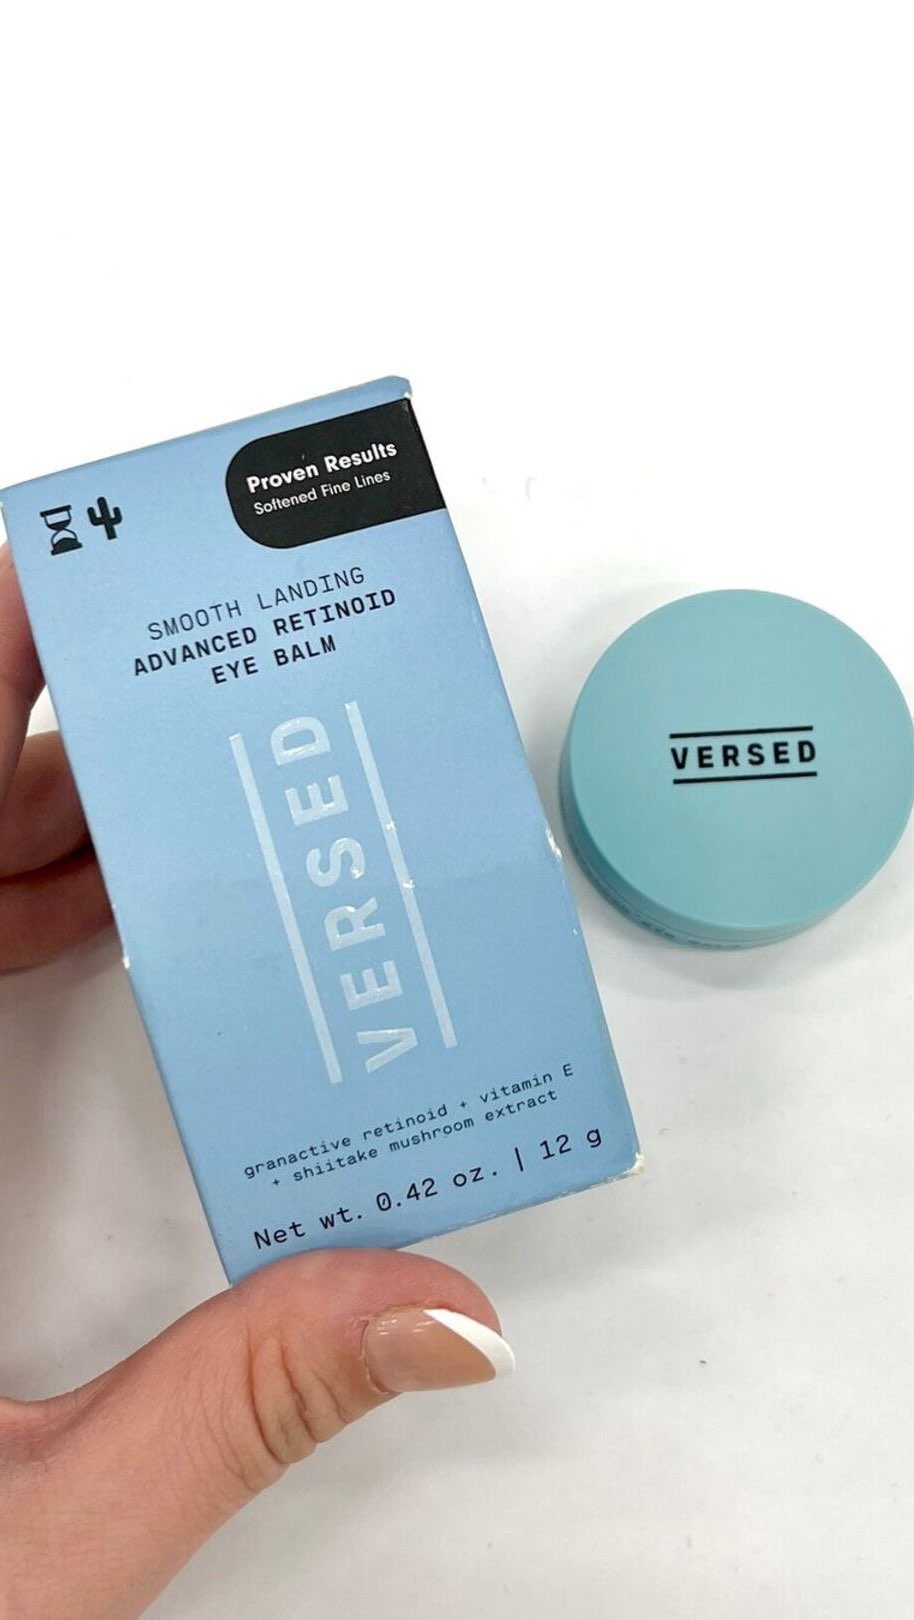 Proven Results
Softened Fine Lines
SMOOTH LANDING
ADVANCED RETINOID
EYE BALM
VERSED
granactive retinoid + vitamin E
+ shiitake mushroom extract
Net wt. 0.42 oz. | 12 g
VERSED